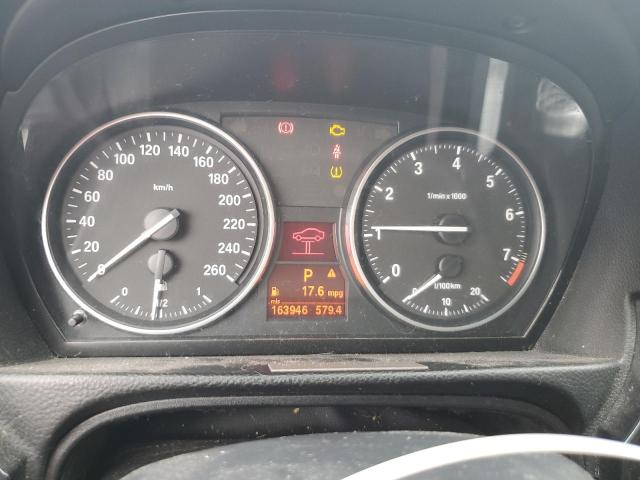 0 20 40 60 80 100 120 140 160 180 200 220 240 260
km/h
0 1/2 1
P
17.6 mpg
mls
163946 579.4
0 1 2 3 4 5 6 7 7
1/min x 1000
l/100km
0 10 20